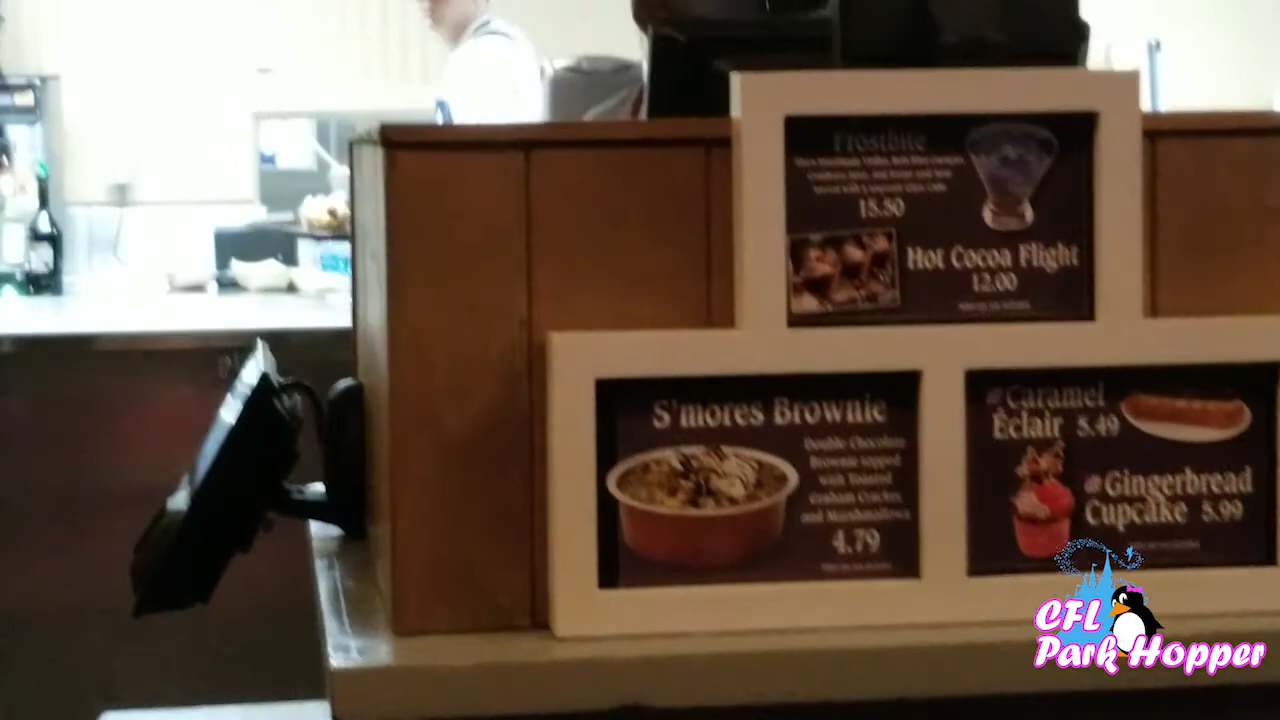 Frostbite
15.50
Hot Cocoa Flight
12.00
S'mores Brownie
Double Chocolate
Brownie topped
with Toasted
Graham Cracker
and Marshmallows
4.79
Caramel
Éclair 5.49
Gingerbread
Cupcake 5.99
CFL
Park Hopper